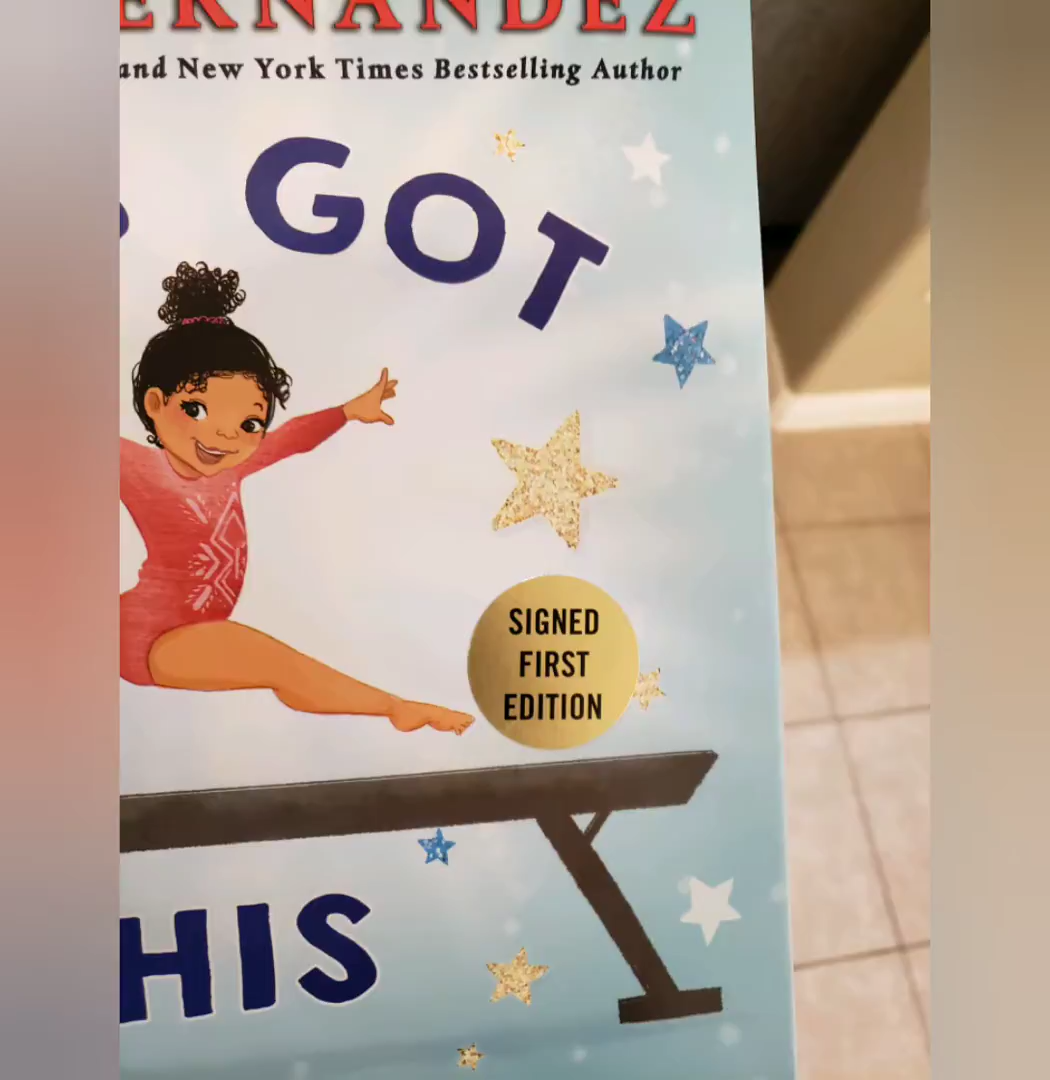 ERNANDEZ
and New York Times Bestselling Author
GOT
SIGNED
FIRST
EDITION
HIS